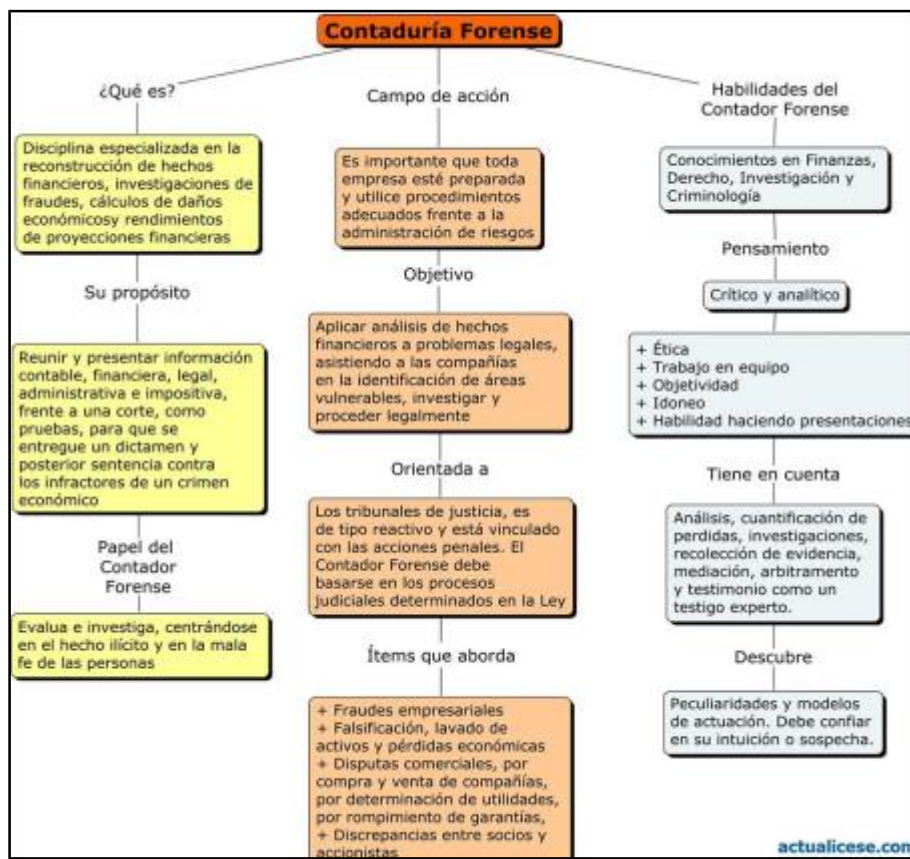 Contaduría Forense
¿Qué es?
Disciplina especializada en la
reconstrucción de hechos
financieros, investigaciones de
fraudes, cálculos de daños
económicosy rendimientos
de proyecciones financieras
Su propósito
Reunir y presentar información
contable, financiera, legal,
administrativa e impositiva,
frente a una corte, como
pruebas, para que se
entregue un dictamen y
posterior sentencia contra
los infractores de un crimen
económico
Papel del
Contador
Forense
Evalua e investiga, centrándose
en el hecho ilícito y en la mala
fe de las personas
Campo de acción
Es importante que toda
empresa esté preparada
y utilice procedimientos
adecuados frente a la
administración de riesgos
Objetivo
Aplicar análisis de hechos
financieros a problemas legales,
asistiendo a las compañías
en la identificación de áreas
vulnerables, investigar y
proceder legalmente
Orientada a
Los tribunales de justicia, es
de tipo reactivo y está vinculado
con las acciones penales. El
Contador Forense debe
basarse en los procesos
judiciales determinados en la Ley
Ítems que aborda
+ Fraudes empresariales
+ Falsificación, lavado de
activos y pérdidas económicas
+ Disputas comerciales, por
compra y venta de compañías,
por determinación de utilidades,
por rompimiento de garantías,
+ Discrepancias entre socios y
accionistas
Habilidades del
Contador Forense
Conocimientos en Finanzas,
Derecho, Investigación y
Criminología
Pensamiento
Crítico y analítico
+ Ética
+ Trabajo en equipo
+ Objetividad
+ Idoneo
+ Habilidad haciendo presentaciones
Tiene en cuenta
Análisis, cuantificación de
perdidas, investigaciones,
recolección de evidencia,
mediación, arbitramento
y testimonio como un
testigo experto.
Descubre
Peculiaridades y modelos
de actuación. Debe confiar
en su intuición o sospecha.
actualicese.com